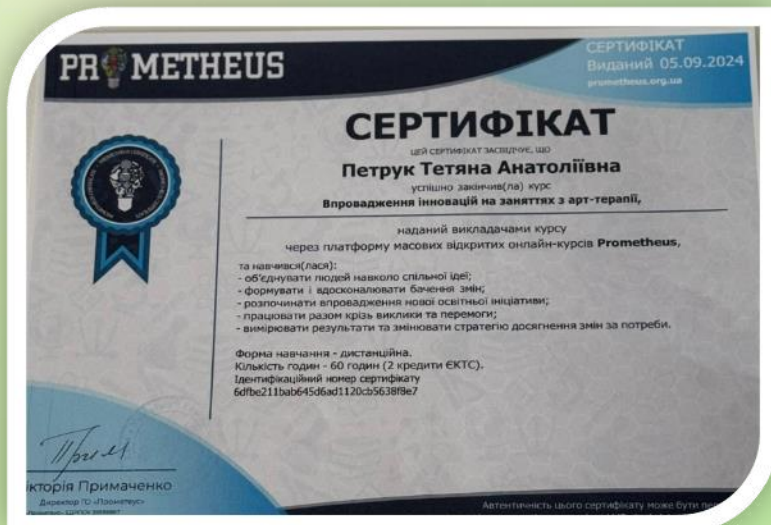 PROMETHEUS
СЕРТИФІКАТ
Виданий 05.09.2024
prometheus.org.ua
СЕРТИФІКАТ
ЦЕЙ СЕРТИФІКАТ ЗАСВІДЧУЄ, ЩО
Петрук Тетяна Анатоліївна
успішно закінчив(ла) курс
Впровадження інновацій на заняттях з арт-терапії,
наданий викладачами курсу
через платформу масових відкритих онлайн-курсів Prometheus,
та навчився(лася):
- об'єднувати людей навколо спільної ідеї;
- формувати і вдосконалювати бачення змін;
- розпочинати впровадження нової освітньої ініціативи;
- працювати разом крізь виклики та перемоги;
- вимірювати результати та змінювати стратегію досягнення змін за потреби.
Форма навчання - дистанційна.
Кількість годин - 60 годин (2 кредити ЄКТС).
Ідентифікаційний номер сертифікату
6dfbe211bab645d6ad1120cb5638f8e7
ікторія Примаченко
Директор ГО «Прометеус»
Автентичність цього сертифікату може бути